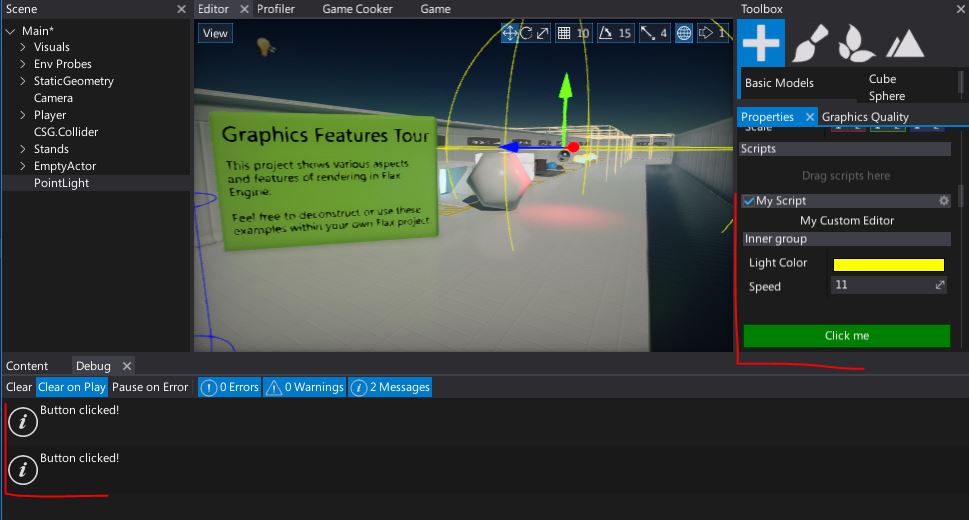 Scene
Editor
Profiler
Game Cooker
Game
Toolbox
Main*
Visuals
Env Probes
StaticGeometry
Camera
Player
CSG.Collider
Stands
EmptyActor
PointLight
View
10
15
4
1
Graphics Features Tour
This project shows various aspects
and features of rendering in Flax
Engine.
Feel free to deconstruct or use these
examples within your own Flax project
Basic Models
Cube
Sphere
Properties
Graphics Quality
Scale
Scripts
Drag scripts here
My Script
My Custom Editor
Inner group
Light Color
Speed
11
Click me
Content
Debug
Clear
Clear on Play
Pause on Error
0 Errors
0 Warnings
2 Messages
Button clicked!
Button clicked!